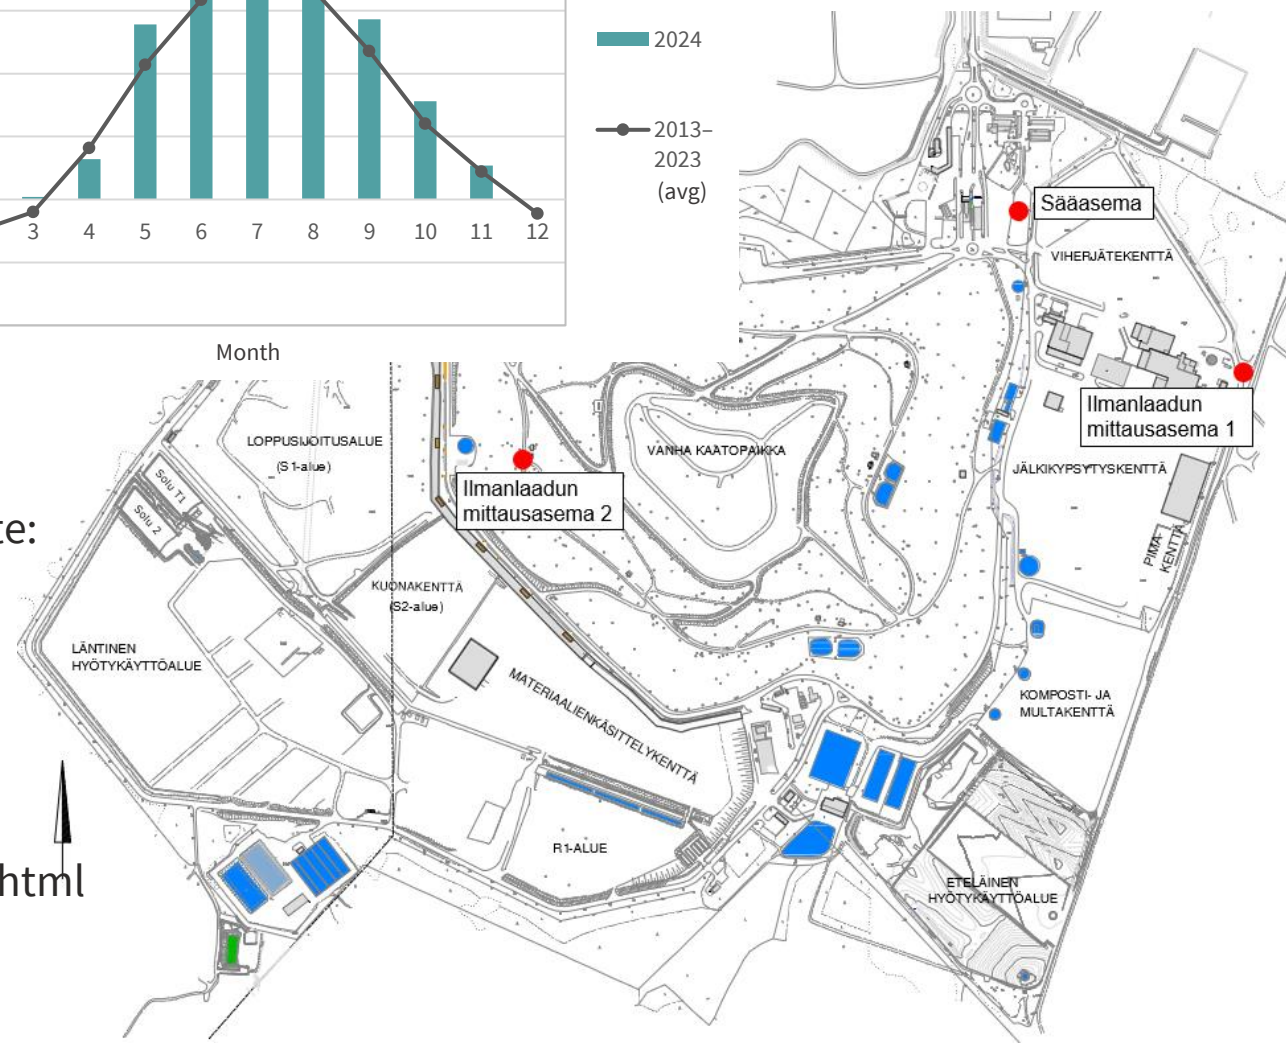 2024
2013–
2023
(avg)
3 4 5 6 7 8 9 10 11 12
Month
Sääasema
VIHERJÄTEKENTTÄ
Ilmanlaadun
mittausasema 1
LOPPUSIJOITUSALUE
(S1-alue)
VANHA KAATOPAIKKA
JÄLKIKYPSYTYSKENTTÄ
Solu T1
Solu 2
Ilmanlaadun
mittausasema 2
te:
PIMA-
KENTTÄ
KUONAKENTTÄ
(S2-alue)
LÄNTINEN
HYÖTYKÄYTTÖALUE
MATERIAALIENKÄSITTELYKENTTÄ
KOMPOSTI- JA
MULTAKENTTÄ
R1-ALUE
html
ETELÄINEN
HYÖTYKÄYTTÖALUE